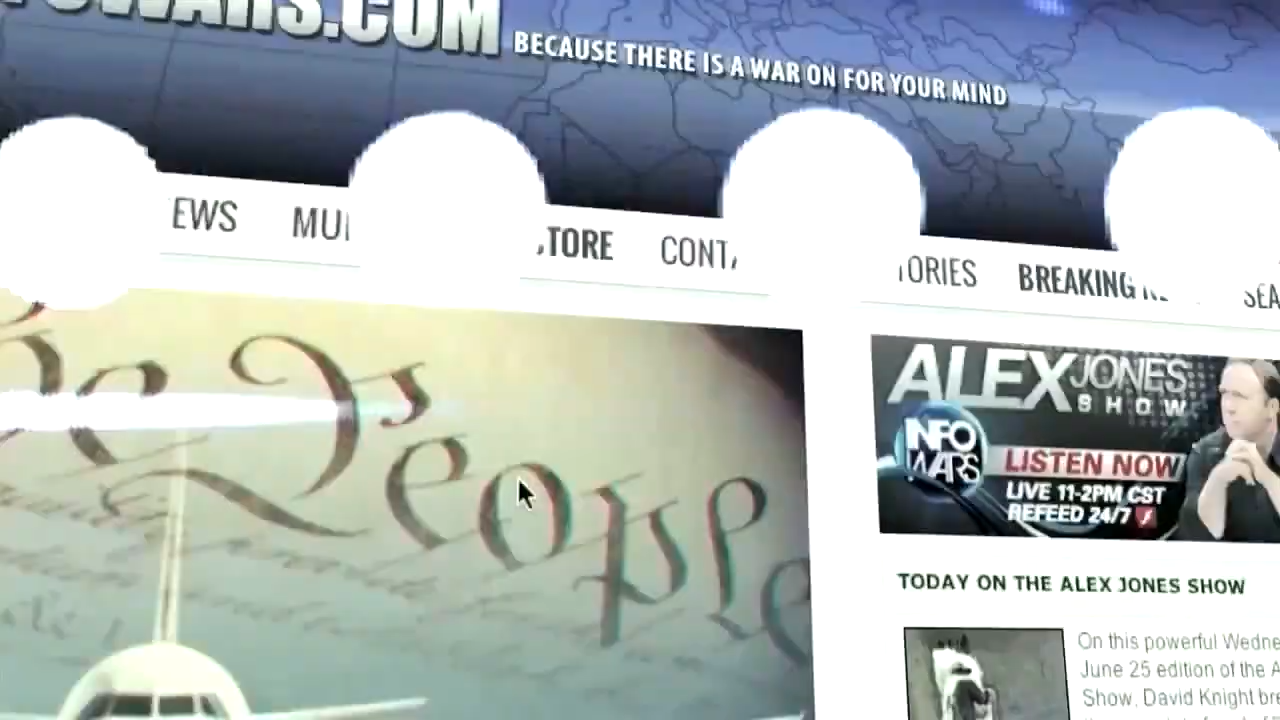 OWARS.COM
BECAUSE THERE IS A WAR ON FOR YOUR MIND
EWS MU TORE CONT ORIES BREAKING SEA
People
ALEX JONES
SHOW
INFO
WARS
LISTEN NOW
LIVE 11-2PM CST
REFEED 24/7
TODAY ON THE ALEX JONES SHOW
On this powerful Wedne
June 25 edition of the A
Show, David Knight bre